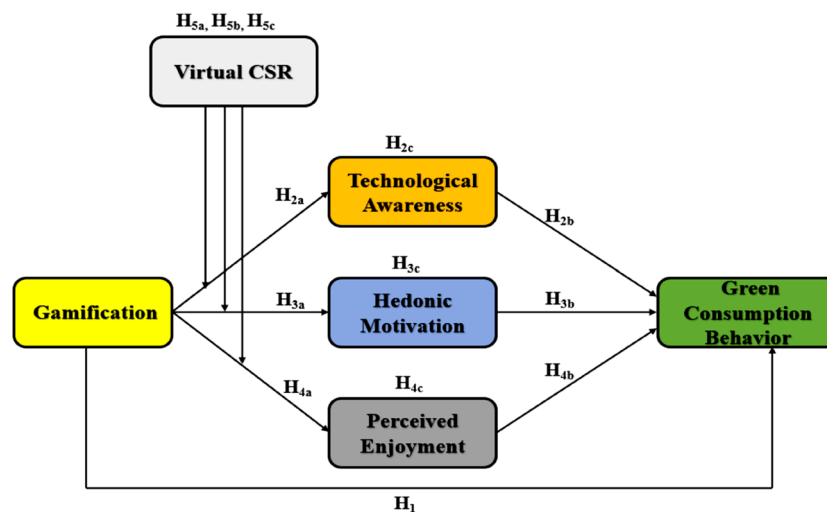 H5a, H5b, H5c
Virtual CSR
H2c
Technological
Awareness
H2a
H2b
H3c
Gamification
H3a
Hedonic
Motivation
H3b
Green
Consumption
Behavior
H4a
H4c
H4b
Perceived
Enjoyment
H1